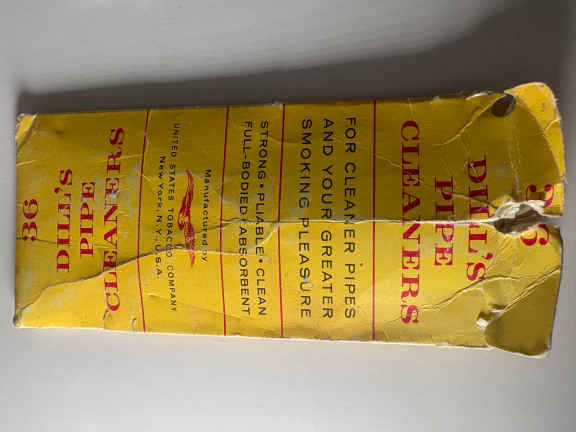 36
DILL'S
PIPE
CLEANERS
FOR CLEANER PIPES
AND YOUR GREATER
SMOKING PLEASURE
STRONG • PLIABLE • CLEAN
FULL-BODIED • ABSORBENT
Manufactured by
UNITED STATES TOBACCO COMPANY
New York, N.Y., U.S.A.
36
DILL'S
PIPE
CLEANERS